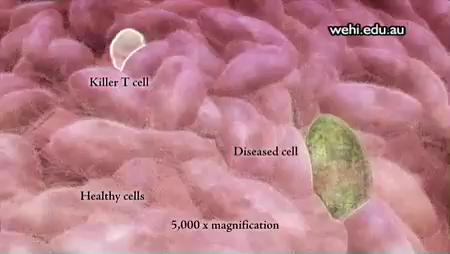 wehi.edu.au
Killer T cell
Diseased cell
Healthy cells
5,000 x magnification